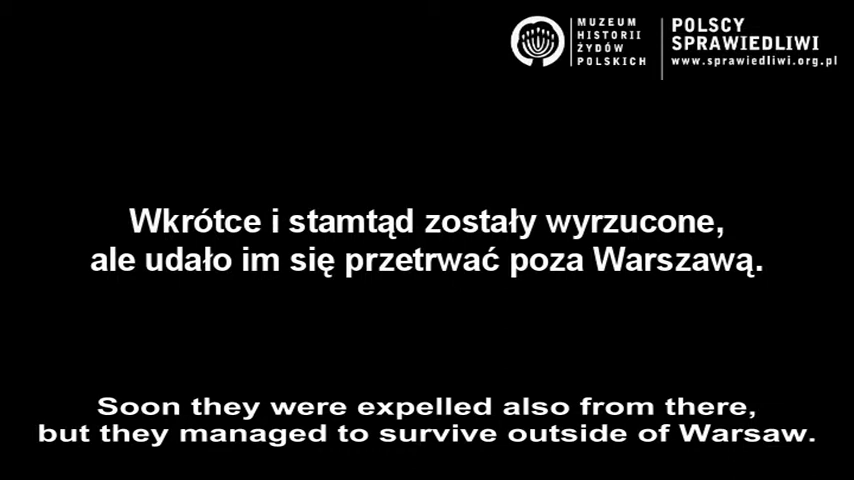 MUZEUM
HISTORII
ŻYDÓW
POLSKICH
POLSCY
SPRAWIEDLIWI
www.sprawiedliwi.org.pl
Wkrótce i stamtąd zostały wyrzucone,
ale udało im się przetrwać poza Warszawą.
Soon they were expelled also from there,
but they managed to survive outside of Warsaw.